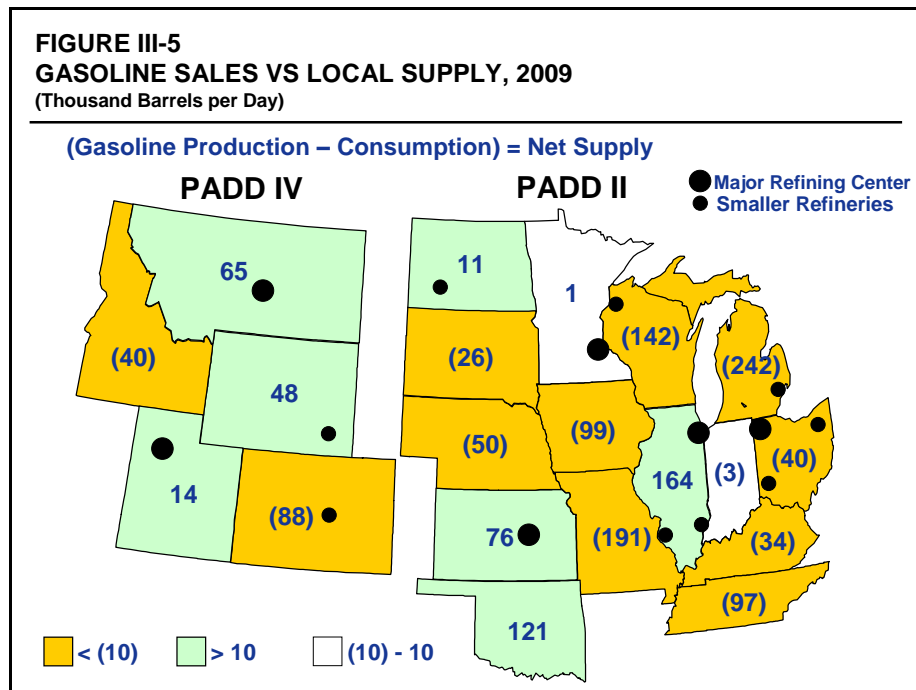 FIGURE III-5
GASOLINE SALES VS LOCAL SUPPLY, 2009
(Thousand Barrels per Day)
(Gasoline Production – Consumption) = Net Supply
PADD IV
PADD II
Major Refining Center
Smaller Refineries
65
(40)
48
14
(88)
11
1
(26)
(142)
(242)
(50)
(99)
164
(3)
(40)
76
(191)
(34)
(97)
121
< (10)
> 10
(10) - 10